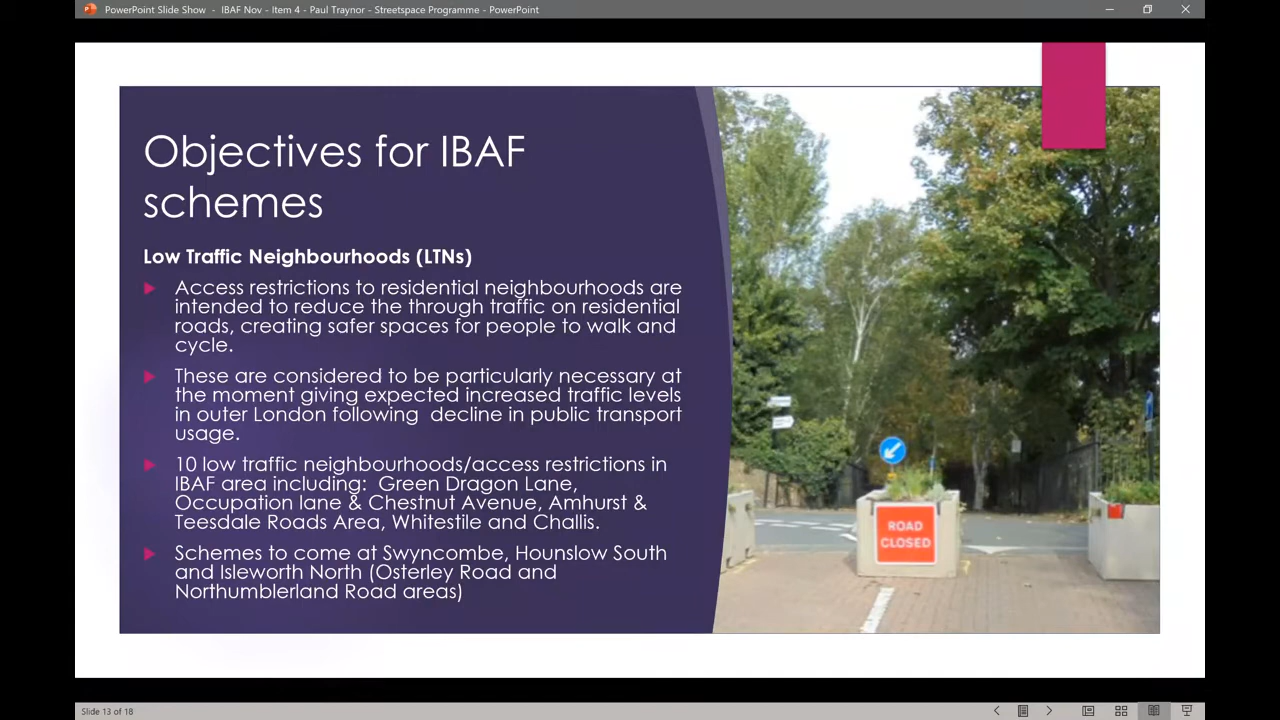 PowerPoint Slide Show - IBAF Nov - Item 4 - Paul Traynor - Streetspace Programme - PowerPoint
Objectives for IBAF
schemes
Low Traffic Neighbourhoods (LTNs)
Access restrictions to residential neighbourhoods are
intended to reduce the through traffic on residential
roads, creating safer spaces for people to walk and
cycle.
These are considered to be particularly necessary at
the moment giving expected increased traffic levels
in outer London following decline in public transport
usage.
10 low traffic neighbourhoods/access restrictions in
IBAF area including: Green Dragon Lane,
Occupation lane & Chestnut Avenue, Amhurst &
Teesdale Roads Area, Whitestile and Challis.
Schemes to come at Swyncombe, Hounslow South
and Isleworth North (Osterley Road and
Northumblerland Road areas)
ROAD
CLOSED
Slide 13 of 18